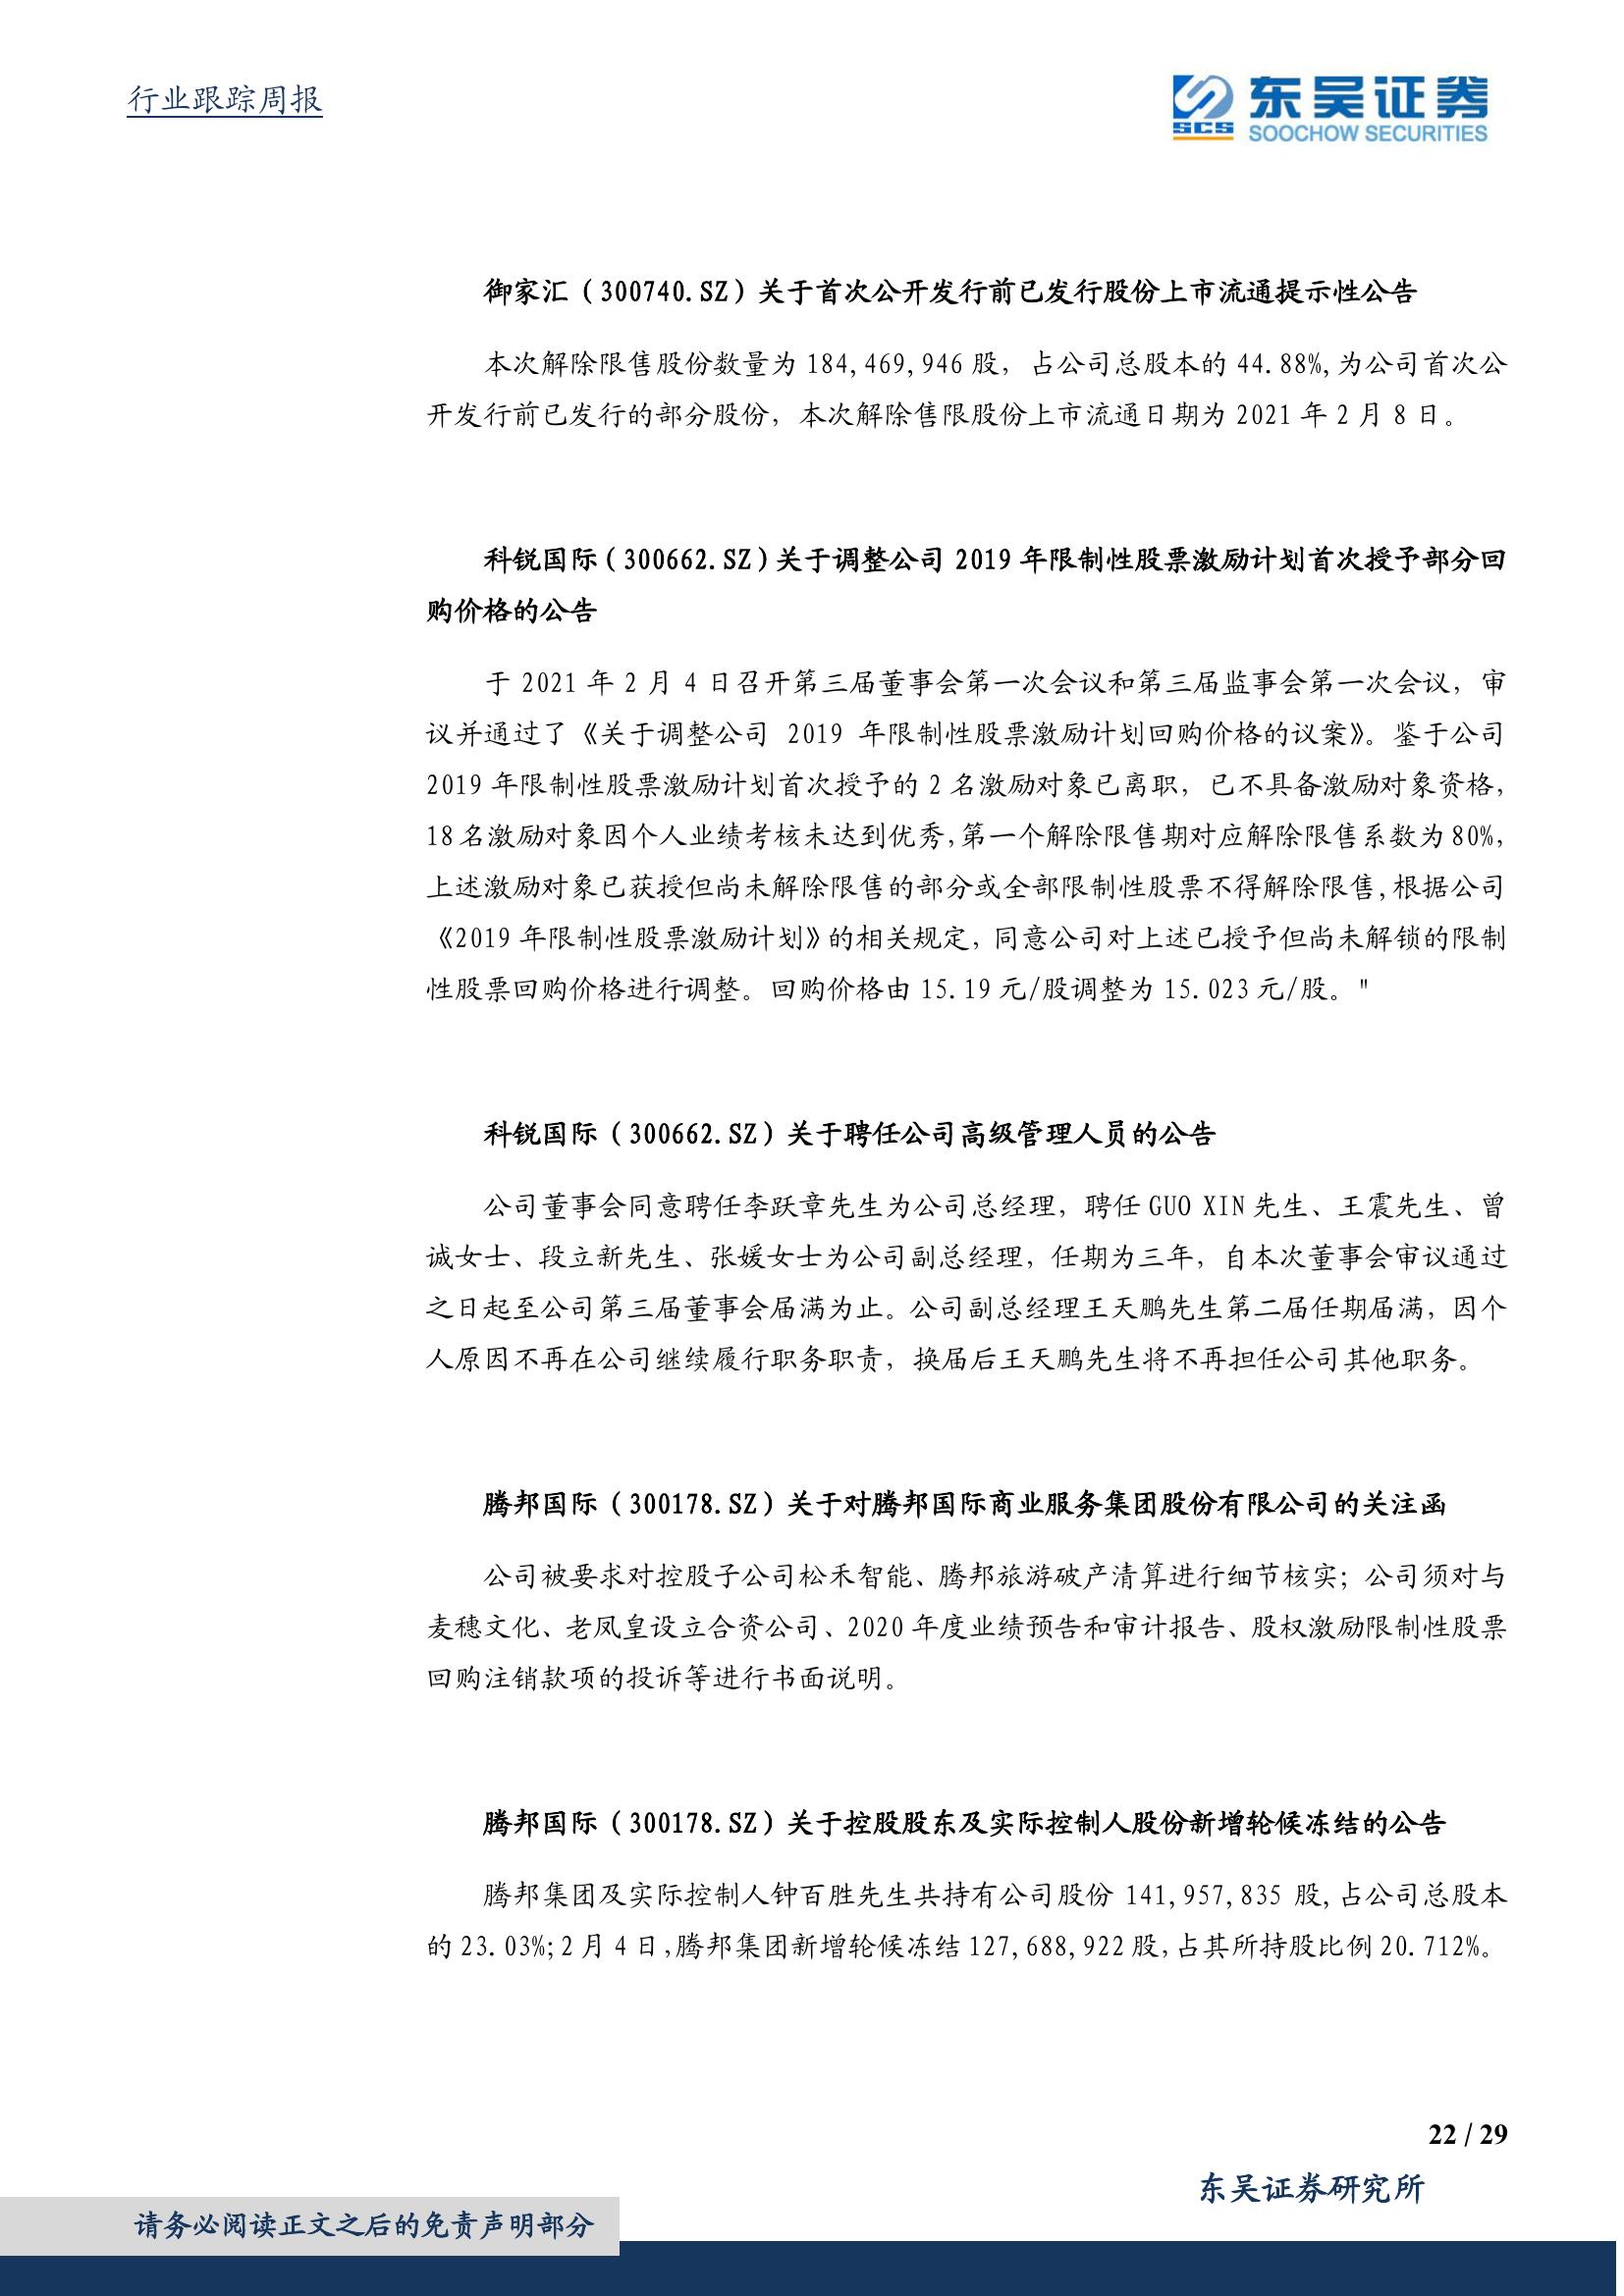 行业跟踪周报
SCS
东吴证券
SOOCHOW SECURITIES
御家汇（300740.SZ）关于首次公开发行前已发行股份上市流通提示性公告
本次解除限售股份数量为 184,469,946 股，占公司总股本的 44.88%,为公司首次公
开发行前已发行的部分股份，本次解除售限股份上市流通日期为 2021 年 2 月 8 日。
科锐国际（300662.SZ）关于调整公司 2019 年限制性股票激励计划首次授予部分回
购价格的公告
于 2021 年 2 月 4 日召开第三届董事会第一次会议和第三届监事会第一次会议，审
议并通过了《关于调整公司 2019 年限制性股票激励计划回购价格的议案》。鉴于公司
2019 年限制性股票激励计划首次授予的 2 名激励对象已离职，已不具备激励对象资格，
18 名激励对象因个人业绩考核未达到优秀,第一个解除限售期对应解除限售系数为 80%,
上述激励对象已获授但尚未解除限售的部分或全部限制性股票不得解除限售,根据公司
《2019 年限制性股票激励计划》的相关规定，同意公司对上述已授予但尚未解锁的限制
性股票回购价格进行调整。回购价格由 15.19 元/股调整为 15.023 元/股。"
科锐国际（300662.SZ）关于聘任公司高级管理人员的公告
公司董事会同意聘任李跃章先生为公司总经理，聘任 GUO XIN 先生、王震先生、曾
诚女士、段立新先生、张媛女士为公司副总经理，任期为三年，自本次董事会审议通过
之日起至公司第三届董事会届满为止。公司副总经理王天鹏先生第二届任期届满，因个
人原因不再在公司继续履行职务职责，换届后王天鹏先生将不再担任公司其他职务。
腾邦国际（300178.SZ）关于对腾邦国际商业服务集团股份有限公司的关注函
公司被要求对控股子公司松禾智能、腾邦旅游破产清算进行细节核实；公司须对与
麦穗文化、老凤皇设立合资公司、2020 年度业绩预告和审计报告、股权激励限制性股票
回购注销款项的投诉等进行书面说明。
腾邦国际（300178.SZ）关于控股股东及实际控制人股份新增轮候冻结的公告
腾邦集团及实际控制人钟百胜先生共持有公司股份 141,957,835 股,占公司总股本
的 23.03%;2 月 4 日,腾邦集团新增轮候冻结 127,688,922 股,占其所持股比例 20.712%。
22 / 29
东吴证券研究所
请务必阅读正文之后的免责声明部分